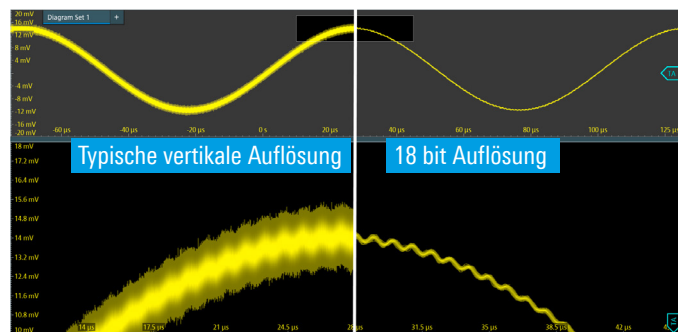 20 mV
Diagram Set 1 +
16 mV
12 mV
8 mV
4 mV
-4 mV
-8 mV
-12 mV
-16 mV
-20 mV
-60 µs -40 µs -20 µs 0 s 20 µs 40 µs 60 µs 80 µs 100 µs 125 µs
TA
Typische vertikale Auflösung
18 bit Auflösung
18 mV
17.2 mV
16.4 mV
15.6 mV
14.8 mV
14 mV
13.2 mV
12.4 mV
11.6 mV
10.8 mV
10 mV
14 µs 17.5 µs 21 µs 24.5 µs 31.5 µs 35 µs 38.5 µs 42 µs
TA